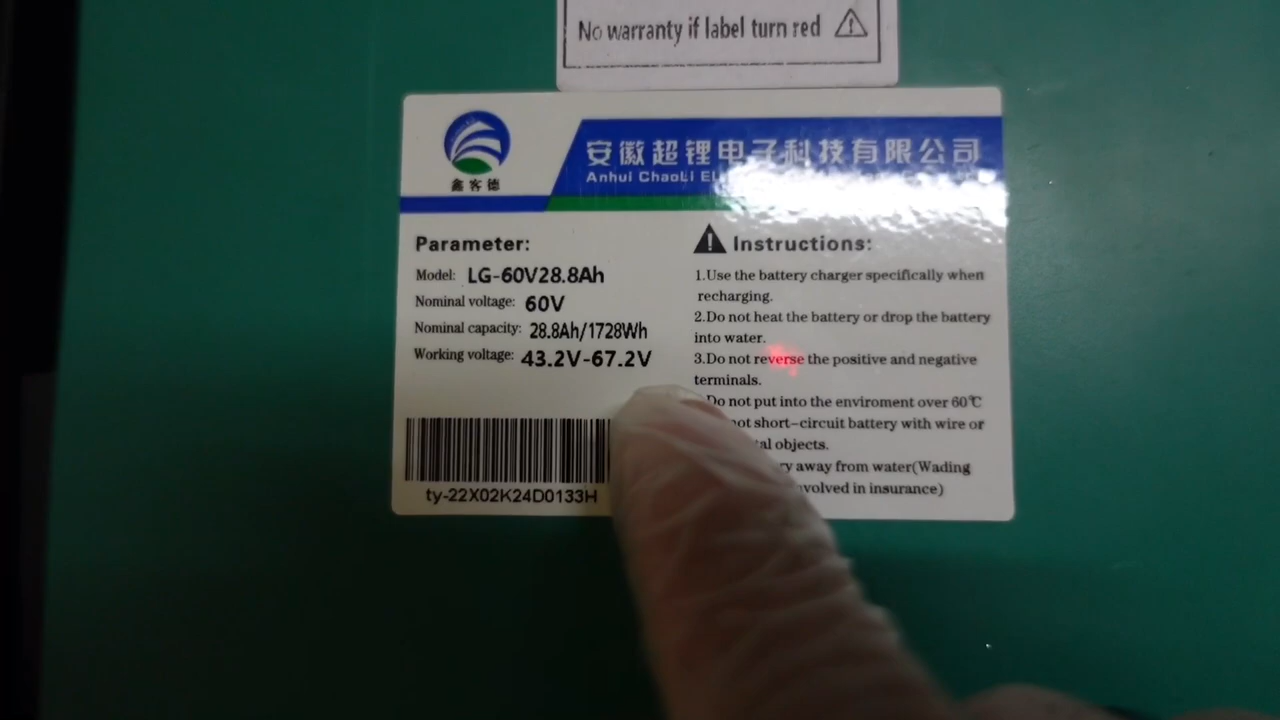 No warranty if label turn red
鑫客德
安徽超锂电子科技有限公司
Anhui ChaoLi
Parameter:
Model: LG-60V28.8Ah
Nominal voltage: 60V
Nominal capacity: 28.8Ah/1728Wh
Working voltage: 43.2V-67.2V
ty-22X02K24D0133H
Instructions:
1.Use the battery charger specifically when
recharging.
2.Do not heat the battery or drop the battery
into water.
3.Do not reverse the positive and negative
terminals.
Do not put into the enviroment over 60℃
short-circuit battery with wire or
objects.
away from water(Wading
in insurance)